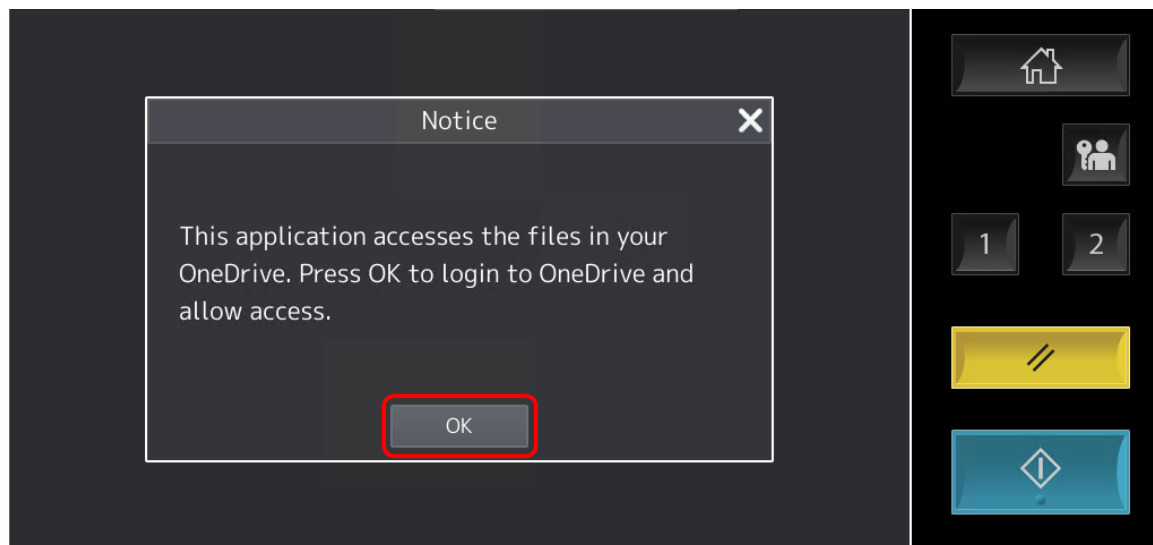 Notice
This application accesses the files in your
OneDrive. Press OK to login to OneDrive and
allow access.
OK
1
2